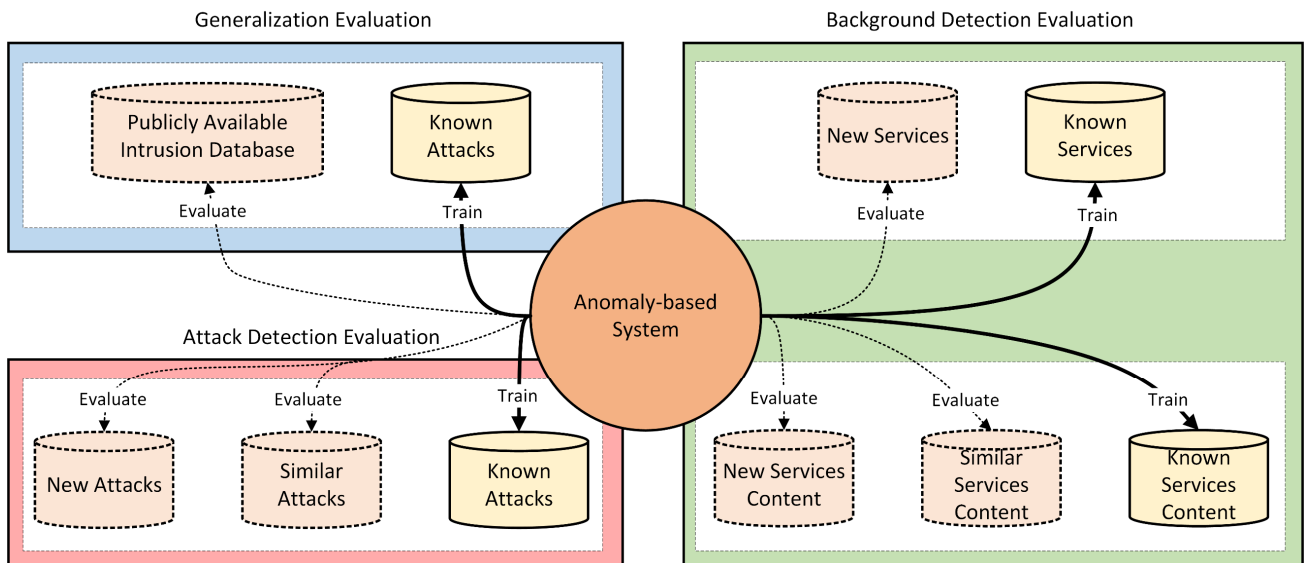 Generalization Evaluation
Background Detection Evaluation
Publicly Available
Intrusion Database
Known
Attacks
New Services
Known
Services
Evaluate
Train
Evaluate
Train
Anomaly-based
System
Attack Detection Evaluation
Evaluate
Evaluate
Train
Evaluate
Evaluate
Train
New Attacks
Similar
Attacks
Known
Attacks
New Services
Content
Similar
Services
Content
Known
Services
Content